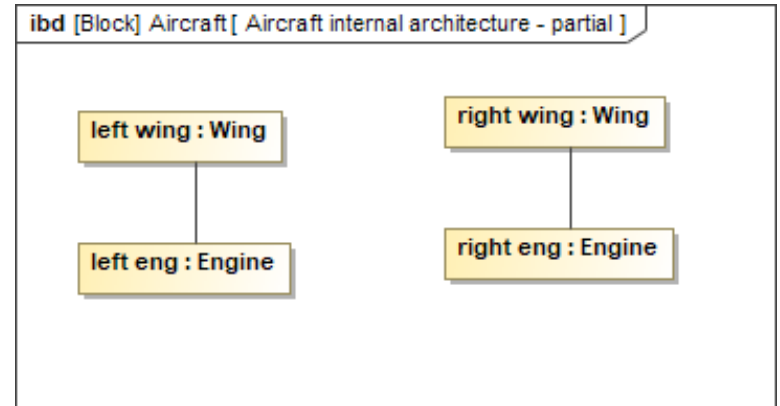 ibd [Block] Aircraft [ Aircraft internal architecture - partial ]
left wing : Wing
right wing : Wing
left eng : Engine
right eng : Engine